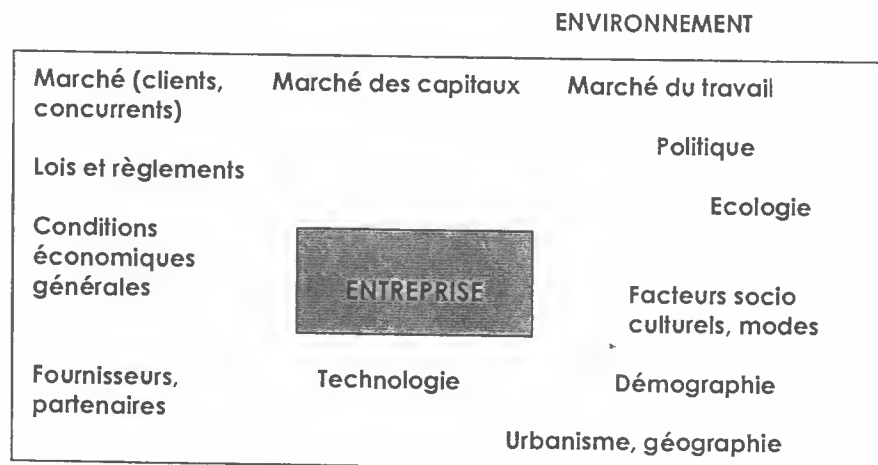 ENVIRONNEMENT
Marché (clients,
concurrents)
Marché des capitaux
Marché du travail
Politique
Lois et règlements
Ecologie
Conditions
économiques
générales
ENTREPRISE
Facteurs socio
culturels, modes
Fournisseurs,
partenaires
Technologie
Démographie
Urbanisme, géographie